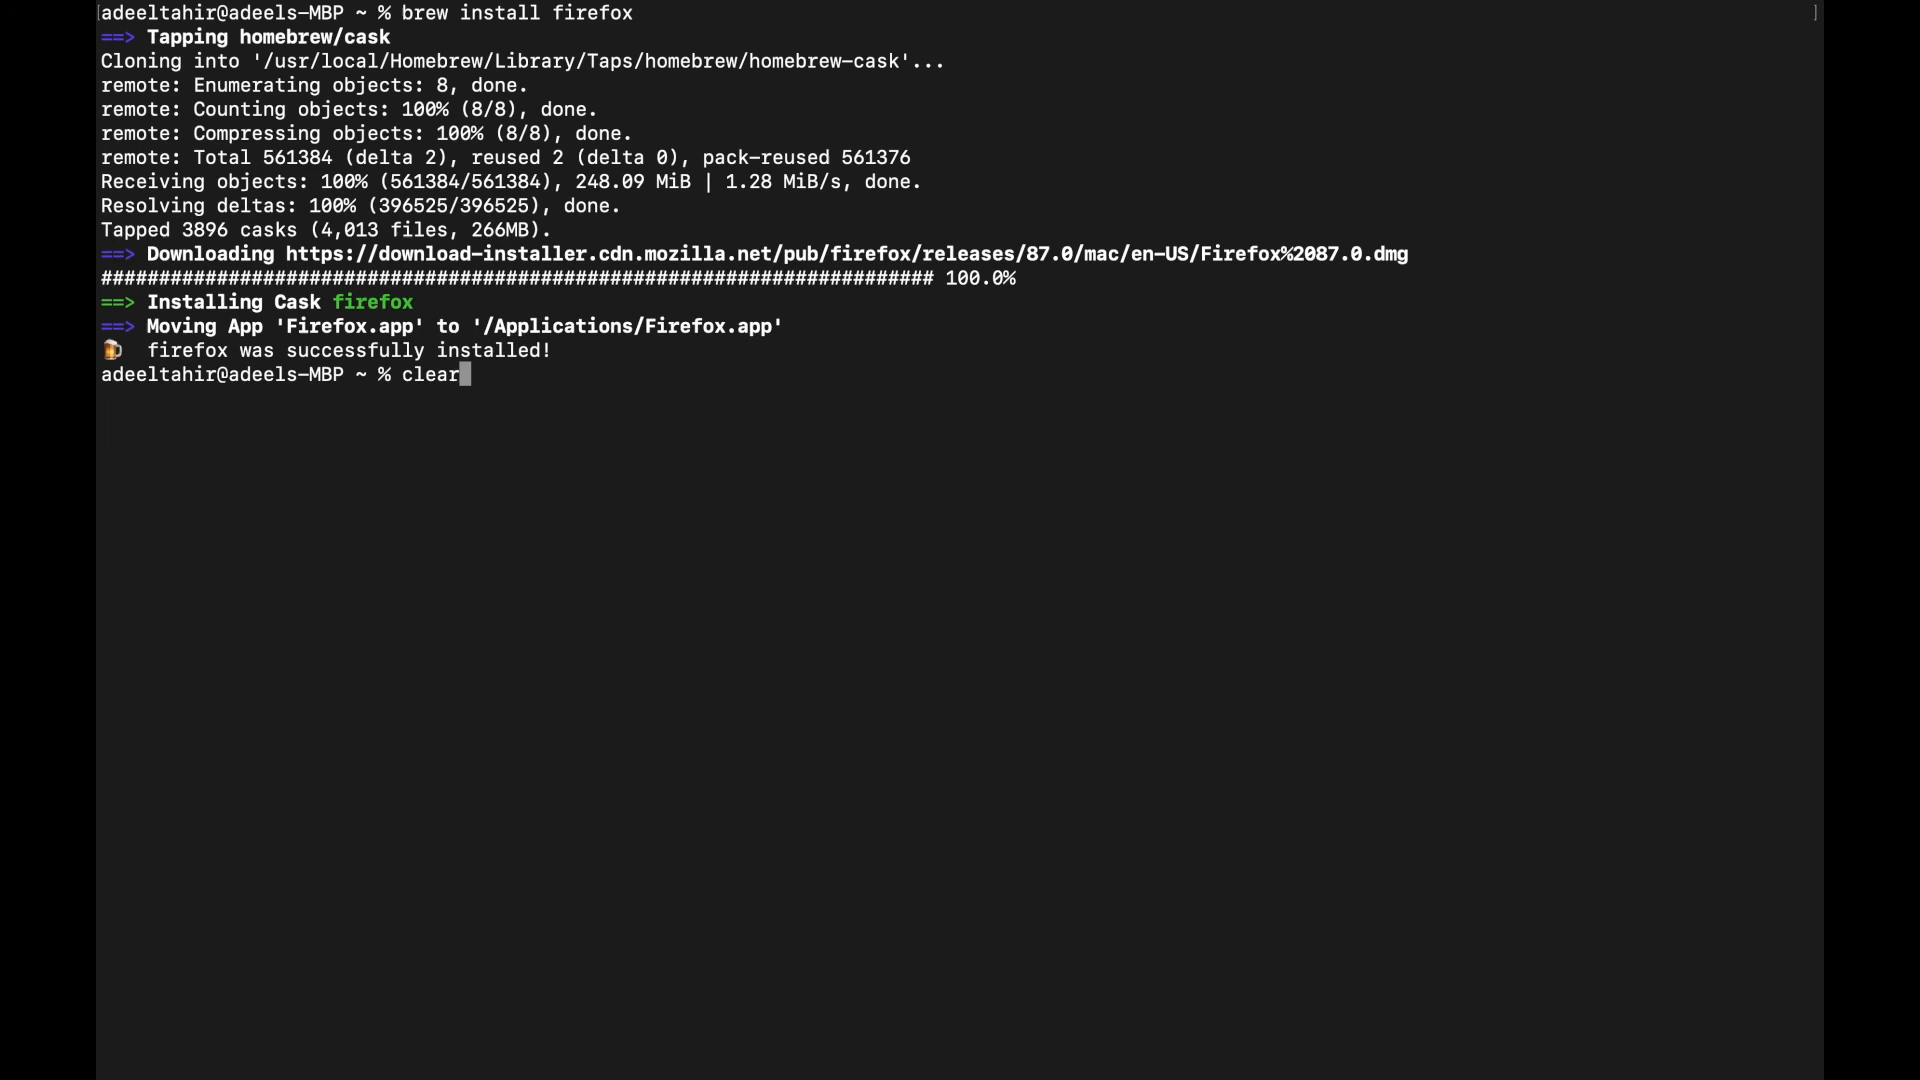 [adeeltahir@adeels-MBP ~ % brew install firefox ]
==> Tapping homebrew/cask
Cloning into '/usr/local/Homebrew/Library/Taps/homebrew/homebrew-cask'...
remote: Enumerating objects: 8, done.
remote: Counting objects: 100% (8/8), done.
remote: Compressing objects: 100% (8/8), done.
remote: Total 561384 (delta 2), reused 2 (delta 0), pack-reused 561376
Receiving objects: 100% (561384/561384), 248.09 MiB | 1.28 MiB/s, done.
Resolving deltas: 100% (396525/396525), done.
Tapped 3896 casks (4,013 files, 266MB).
==> Downloading https://download-installer.cdn.mozilla.net/pub/firefox/releases/87.0/mac/en-US/Firefox%2087.0.dmg
######################################################################## 100.0%
==> Installing Cask firefox
==> Moving App 'Firefox.app' to '/Applications/Firefox.app'
🍺 firefox was successfully installed!
adeeltahir@adeels-MBP ~ % clear